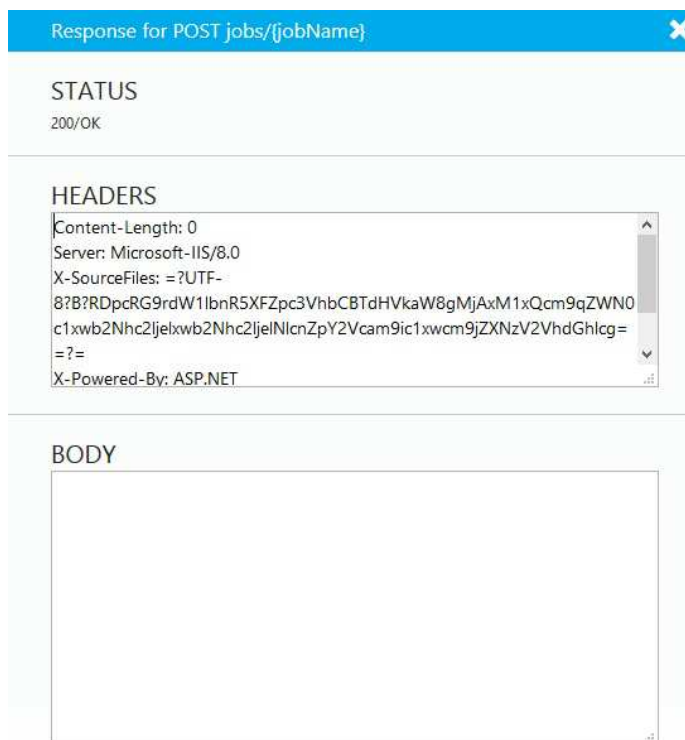 Response for POST jobs/{jobName}
STATUS
200/OK
HEADERS
Content-Length: 0
Server: Microsoft-IIS/8.0
X-SourceFiles: =?UTF-
8?B?RDpcRG9rdW1lbnR5XFZpc3VhbCBTdHVkaW8gMjAxM1xQcm9qZWN0
c1xwb2Nhc2ljelxwb2Nhc2ljelNlcnZpY2Vcam9ic1xwcm9jZXNzV2VhdGhlcg=
=?=
X-Powered-By: ASP.NET
BODY